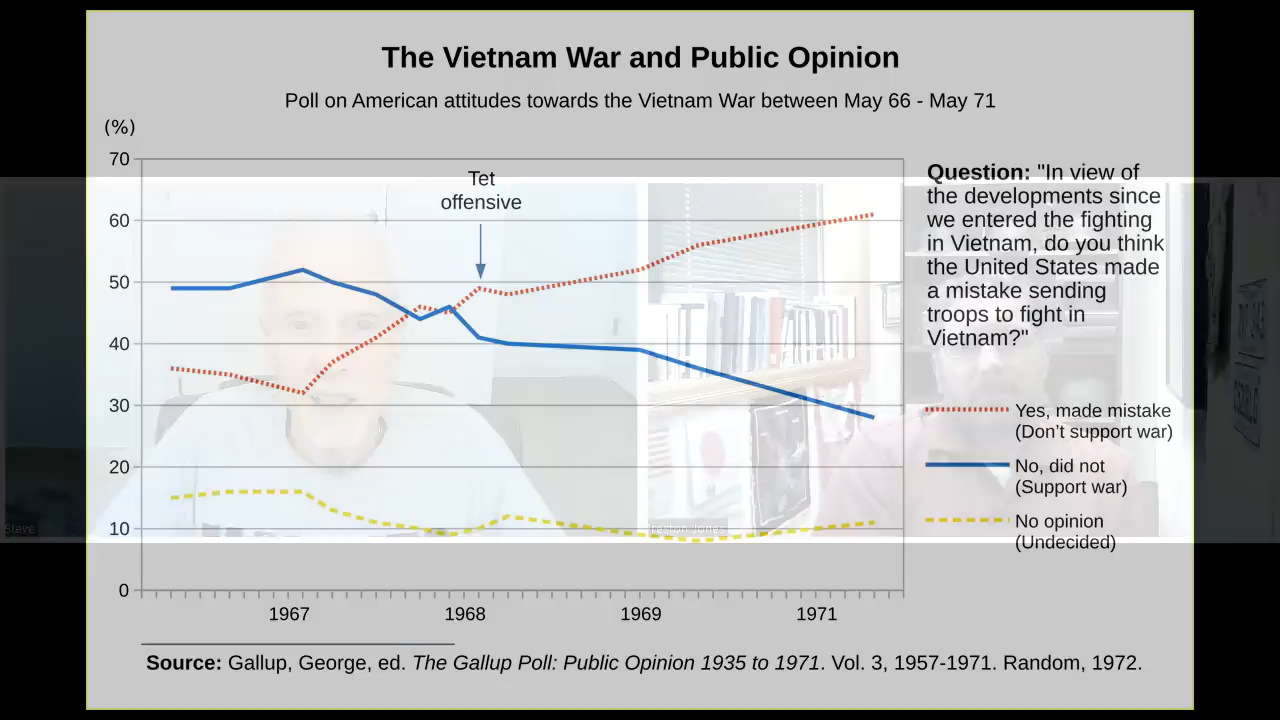 The Vietnam War and Public Opinion
Poll on American attitudes towards the Vietnam War between May 66 - May 71
(%)
70
60
50
40
30
20
10
0
Tet
offensive
1967
1968
1969
1971
Question: "In view of
the developments since
we entered the fighting
in Vietnam, do you think
the United States made
a mistake sending
troops to fight in
Vietnam?"
Yes, made mistake
(Don't support war)
No, did not
(Support war)
No opinion
(Undecided)
Steve
Preston Jones
Source: Gallup, George, ed. The Gallup Poll: Public Opinion 1935 to 1971. Vol. 3, 1957-1971. Random, 1972.